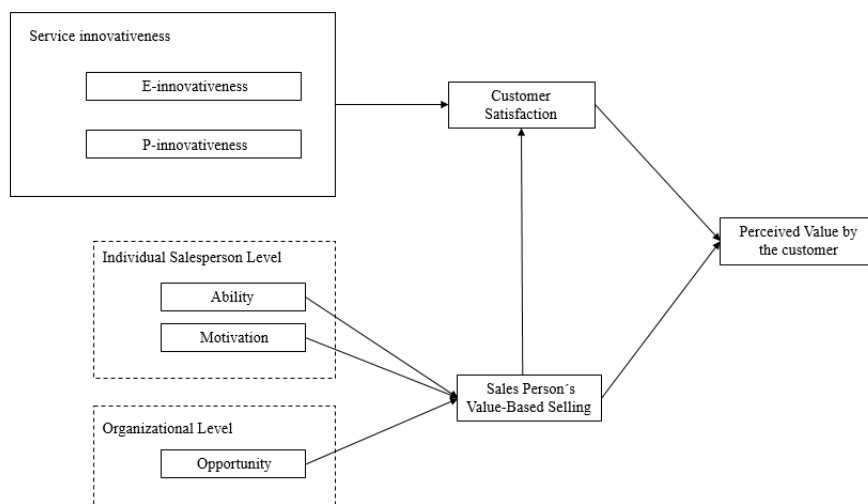 Service innovativeness
E-innovativeness
P-innovativeness
Customer
Satisfaction
Perceived Value by
the customer
Individual Salesperson Level
Ability
Motivation
Sales Person´s
Value-Based Selling
Organizational Level
Opportunity